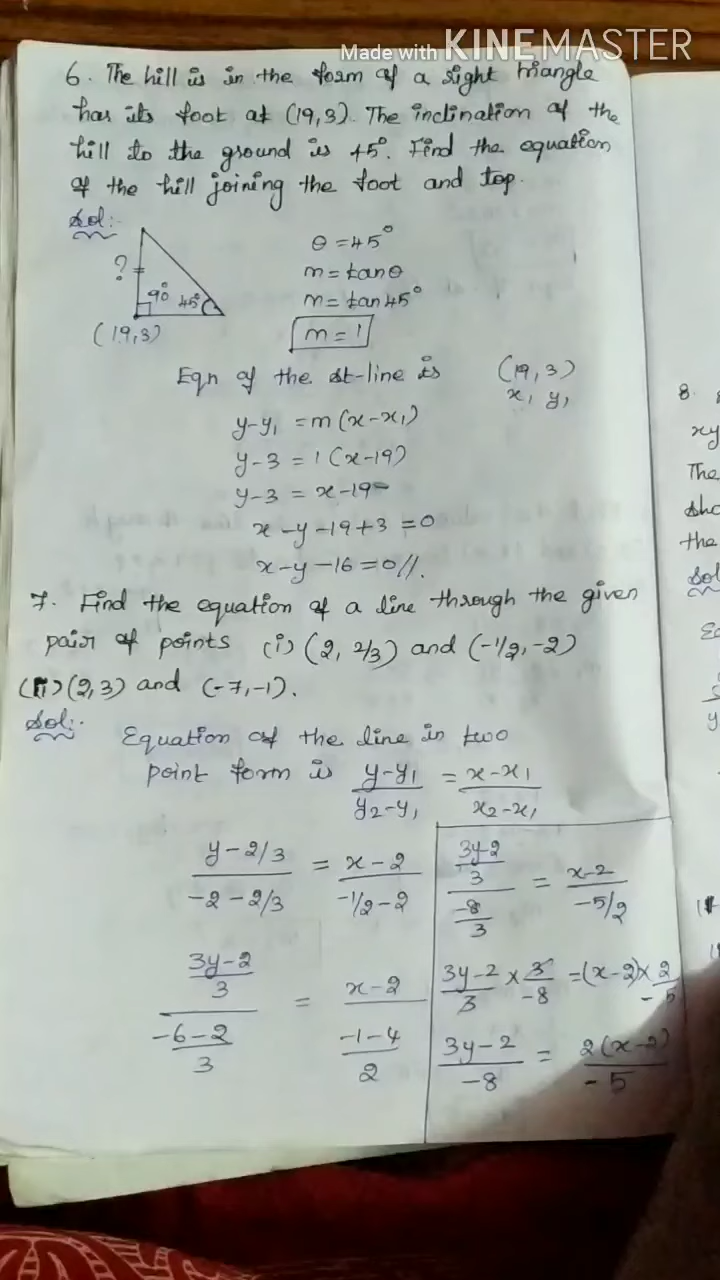 Made with KINEMASTER
6. The hill is in the form of a right triangle
has its foot at (19,3). The inclination of the
hill to the ground is 45°. Find the equation
of the hill joining the foot and top.
Sol:-
θ = 45°
m = tanθ
m = tan45°
m = 1
?
90° 45°
(19,3)
Eqn of the st-line is (19, 3)
x₁ y₁
y-y₁ = m(x-x₁)
y-3 = 1(x-19)
y-3 = x-19
x-y-19+3 = 0
x-y-16 = 0//.
7. Find the equation of a line through the given
pair of points (i) (2, 2/3) and (-1/2, -2)
(ii) (2,3) and (-7,-1).
Sol:-
Equation of the line in two
point form is (y-y₁)/(y₂-y₁) = (x-x₁)/(x₂-x₁)
(y-2/3)/(-2-2/3) = (x-2)/(-1/2-2)
((3y-2)/3)/((-6-2)/3) = (x-2)/((-1-4)/2)
((3y-2)/3)/(-8/3) = (x-2)/(-5/2)
(3y-2)/3 × 3/-8 = (x-2) × 2/-5
(3y-2)/-8 = 2(x-2)/-5
8.
xy
The
sho
the
Sol